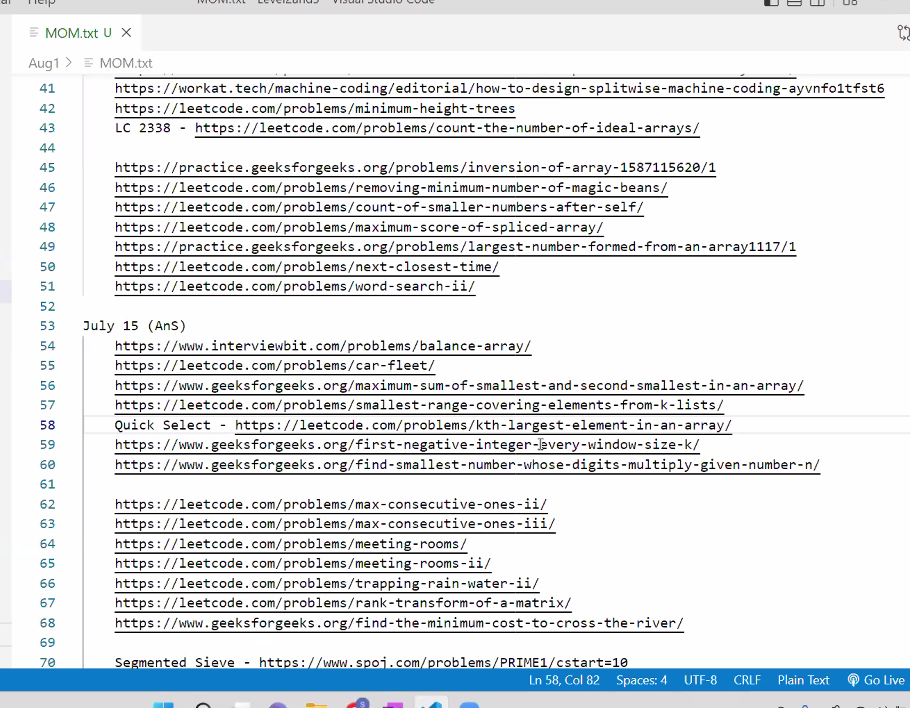 Help
MOM.txt - Level2and3 - Visual Studio Code
MOM.txt U
Aug1 > MOM.txt
41 https://workat.tech/machine-coding/editorial/how-to-design-splitwise-machine-coding-ayvnfo1tfst6
42 https://leetcode.com/problems/minimum-height-trees
43 LC 2338 - https://leetcode.com/problems/count-the-number-of-ideal-arrays/
44
45 https://practice.geeksforgeeks.org/problems/inversion-of-array-1587115620/1
46 https://leetcode.com/problems/removing-minimum-number-of-magic-beans/
47 https://leetcode.com/problems/count-of-smaller-numbers-after-self/
48 https://leetcode.com/problems/maximum-score-of-spliced-array/
49 https://practice.geeksforgeeks.org/problems/largest-number-formed-from-an-array1117/1
50 https://leetcode.com/problems/next-closest-time/
51 https://leetcode.com/problems/word-search-ii/
52
53 July 15 (AnS)
54 https://www.interviewbit.com/problems/balance-array/
55 https://leetcode.com/problems/car-fleet/
56 https://www.geeksforgeeks.org/maximum-sum-of-smallest-and-second-smallest-in-an-array/
57 https://leetcode.com/problems/smallest-range-covering-elements-from-k-lists/
58 Quick Select - https://leetcode.com/problems/kth-largest-element-in-an-array/
59 https://www.geeksforgeeks.org/first-negative-integer-every-window-size-k/
60 https://www.geeksforgeeks.org/find-smallest-number-whose-digits-multiply-given-number-n/
61
62 https://leetcode.com/problems/max-consecutive-ones-ii/
63 https://leetcode.com/problems/max-consecutive-ones-iii/
64 https://leetcode.com/problems/meeting-rooms/
65 https://leetcode.com/problems/meeting-rooms-ii/
66 https://leetcode.com/problems/trapping-rain-water-ii/
67 https://leetcode.com/problems/rank-transform-of-a-matrix/
68 https://www.geeksforgeeks.org/find-the-minimum-cost-to-cross-the-river/
69
70 Segmented Sieve - https://www.spoj.com/problems/PRIME1/cstart=10
Ln 58, Col 82 Spaces: 4 UTF-8 CRLF Plain Text Go Live